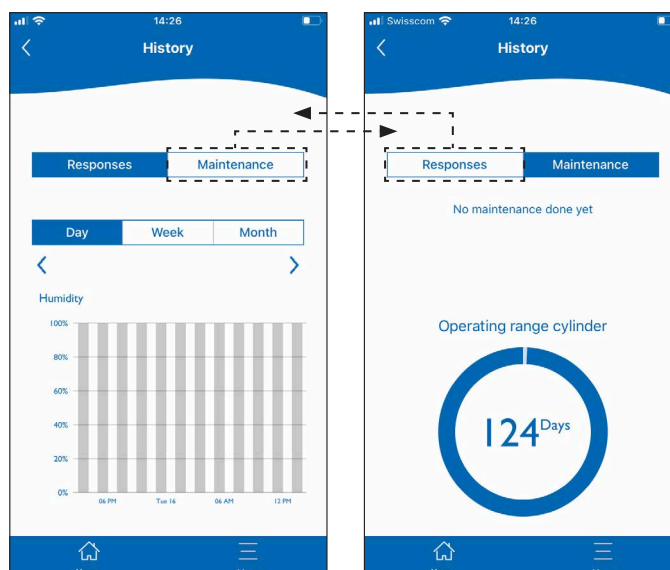 14:26
History
Responses Maintenance
Day Week Month
Humidity
100%
80%
60%
40%
20%
0%
06 PM Tue 16 06 AM 12 PM
Swisscom 14:26
History
Responses Maintenance
No maintenance done yet
Operating range cylinder
124 Days